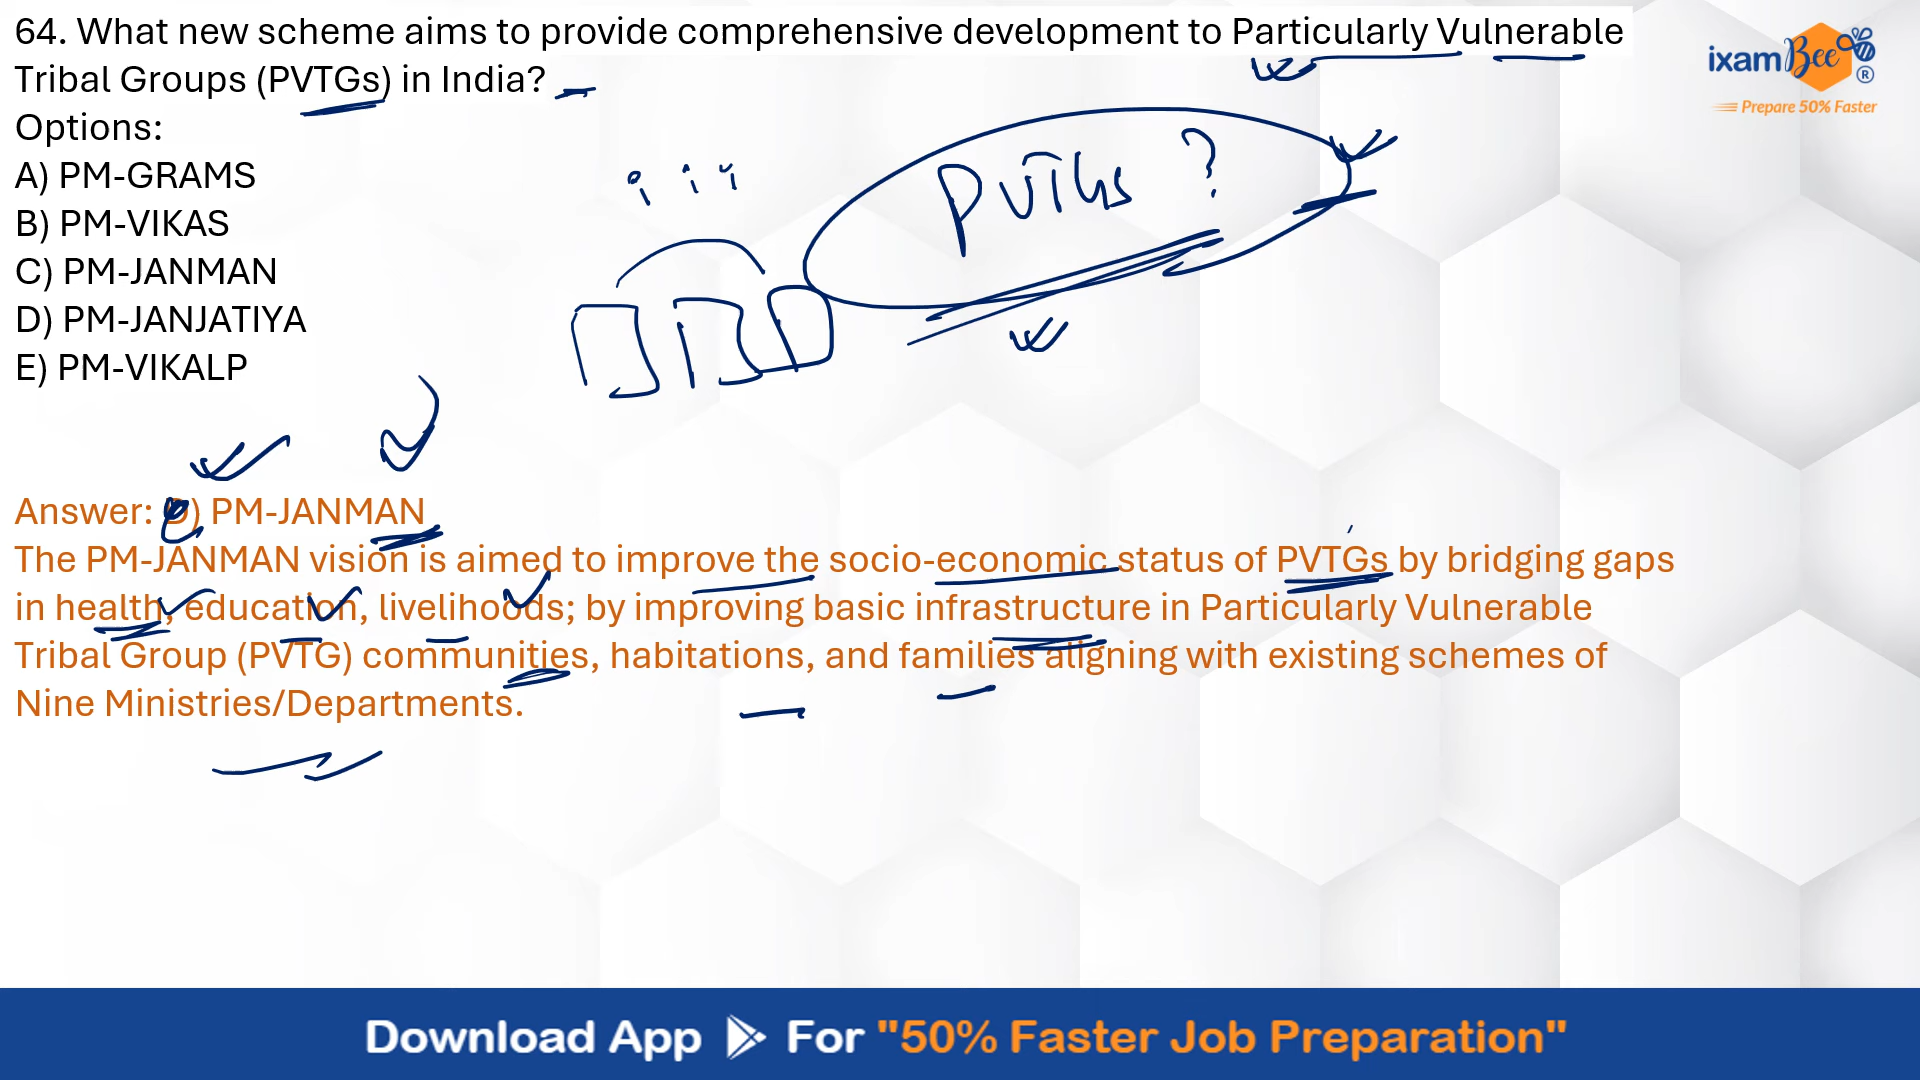 64. What new scheme aims to provide comprehensive development to Particularly Vulnerable
Tribal Groups (PVTGs) in India?
Options:
A) PM-GRAMS
B) PM-VIKAS
C) PM-JANMAN
D) PM-JANJATIYA
E) PM-VIKALP
PVTGs ?
Answer: C) PM-JANMAN
The PM-JANMAN vision is aimed to improve the socio-economic status of PVTGs by bridging gaps
in health, education, livelihoods; by improving basic infrastructure in Particularly Vulnerable
Tribal Group (PVTG) communities, habitations, and families aligning with existing schemes of
Nine Ministries/Departments.
ixamBee®
Prepare 50% Faster
Download App For "50% Faster Job Preparation"